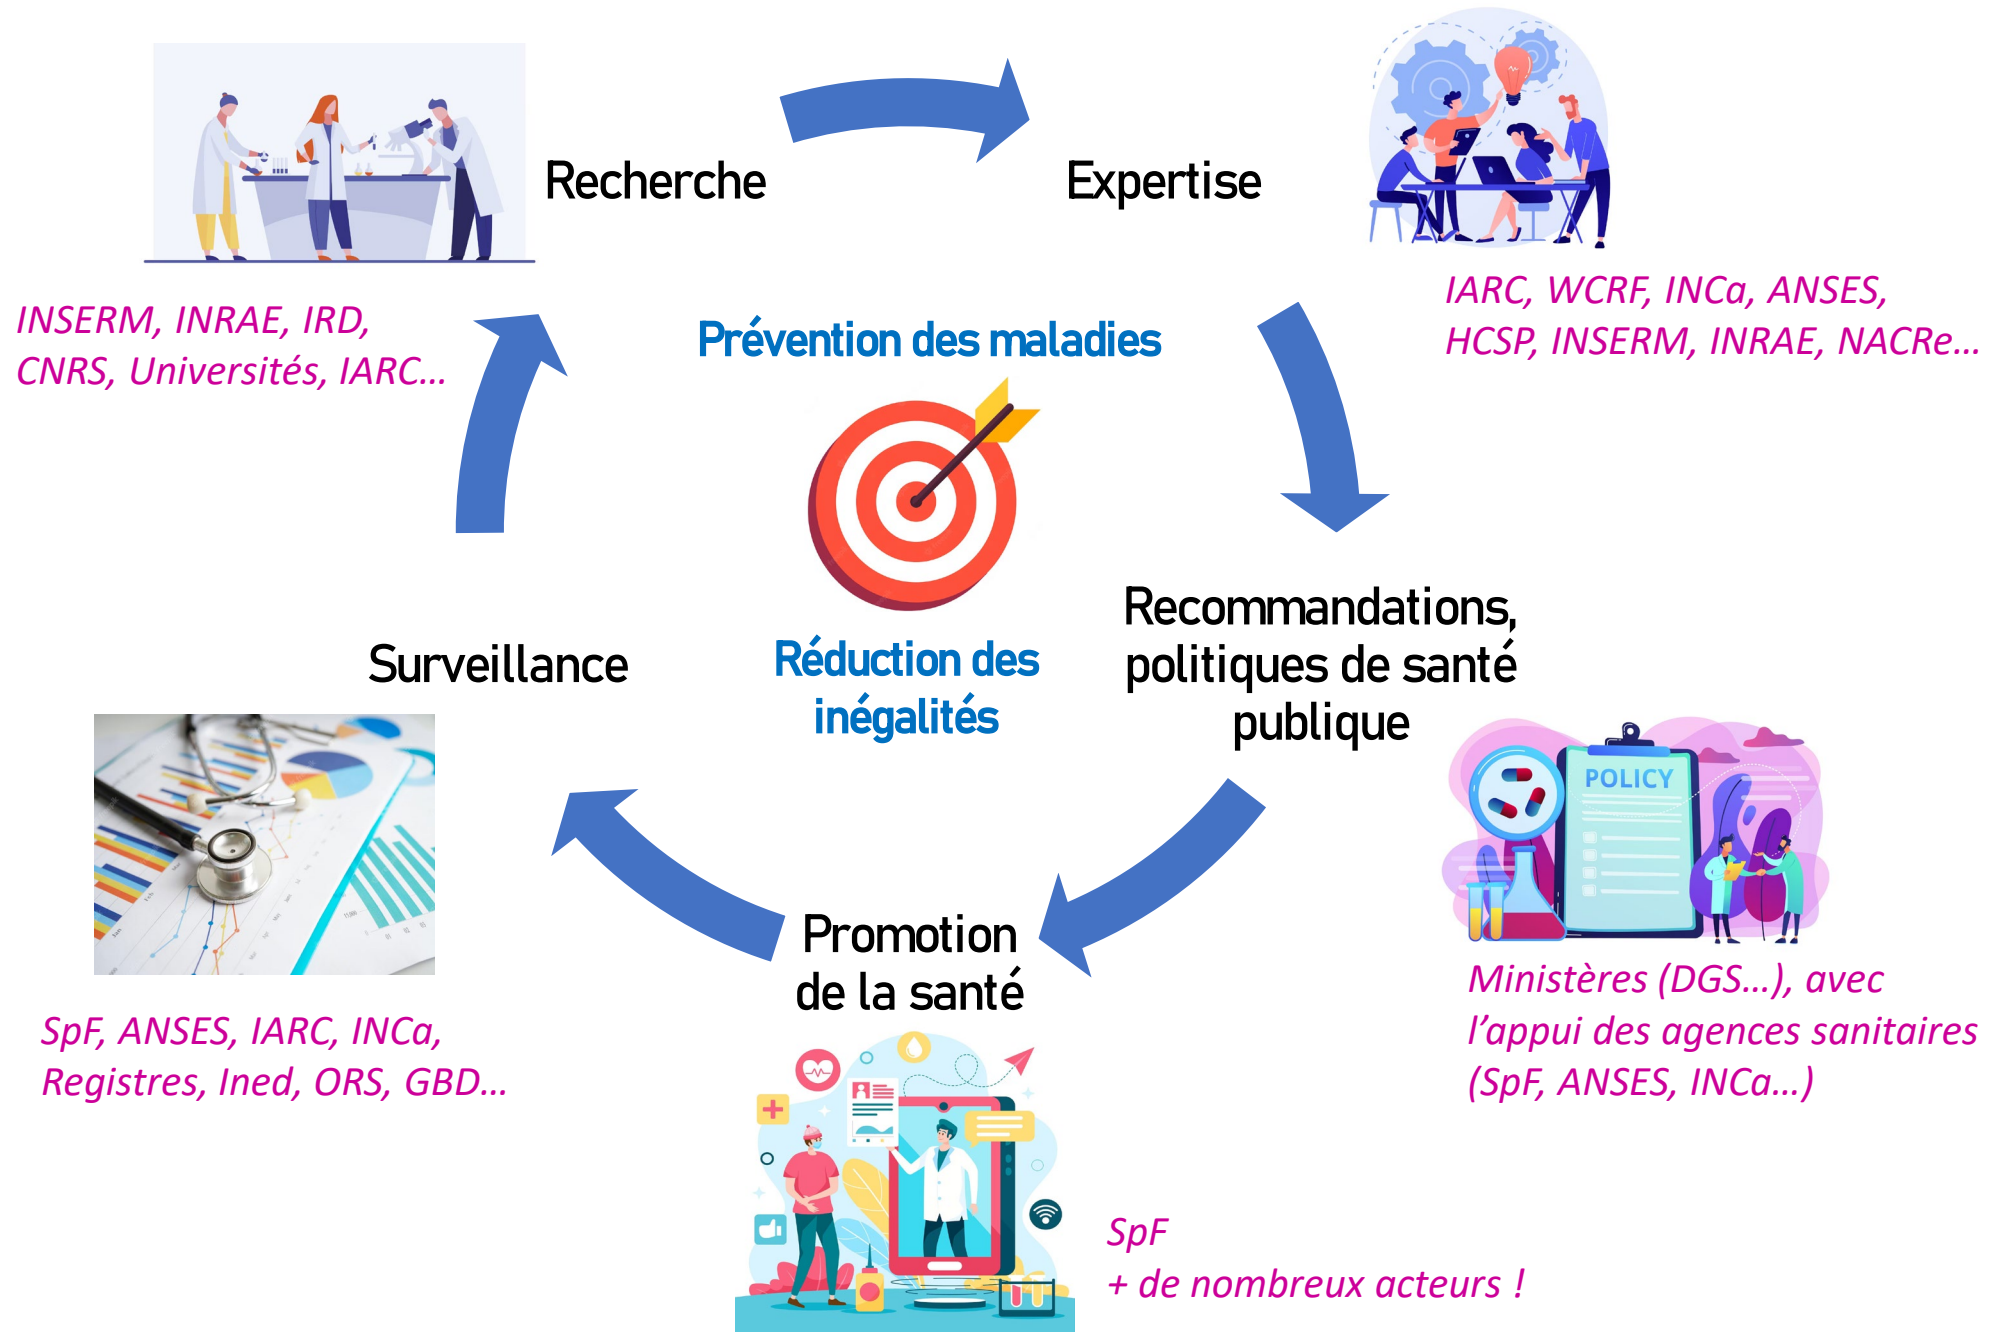 Recherche
Expertise
INSERM, INRAE, IRD,
CNRS, Universités, IARC…
IARC, WCRF, INCa, ANSES,
HCSP, INSERM, INRAE, NACRe…
Prévention des maladies
Réduction des
inégalités
Recommandations,
politiques de santé
publique
POLICY
Ministères (DGS…), avec
l’appui des agences sanitaires
(SpF, ANSES, INCa…)
Promotion
de la santé
SpF
+ de nombreux acteurs !
Surveillance
SpF, ANSES, IARC, INCa,
Registres, Ined, ORS, GBD…